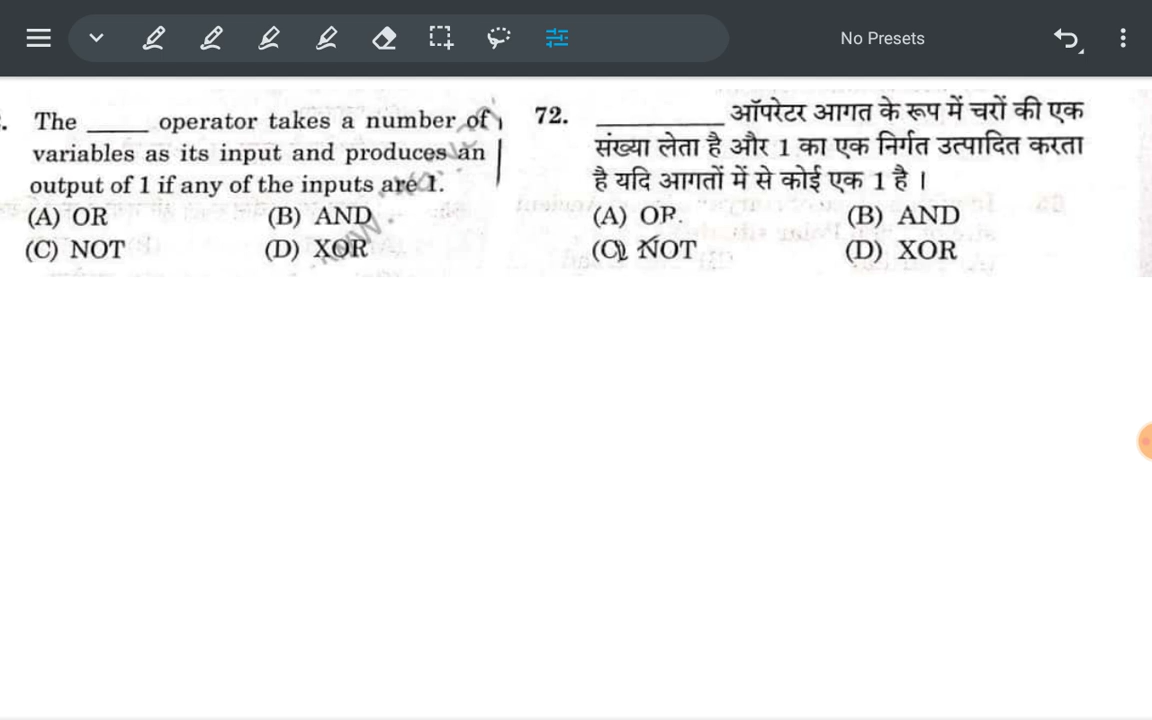 No Presets
The _____ operator takes a number of
variables as its input and produces an
output of 1 if any of the inputs are 1.
(A) OR (B) AND
(C) NOT (D) XOR
72. _________ ऑपरेटर आगत के रूप में चरों की एक
संख्या लेता है और 1 का एक निर्गत उत्पादित करता
है यदि आगतों में से कोई एक 1 है ।
(A) OR (B) AND
(C) NOT (D) XOR